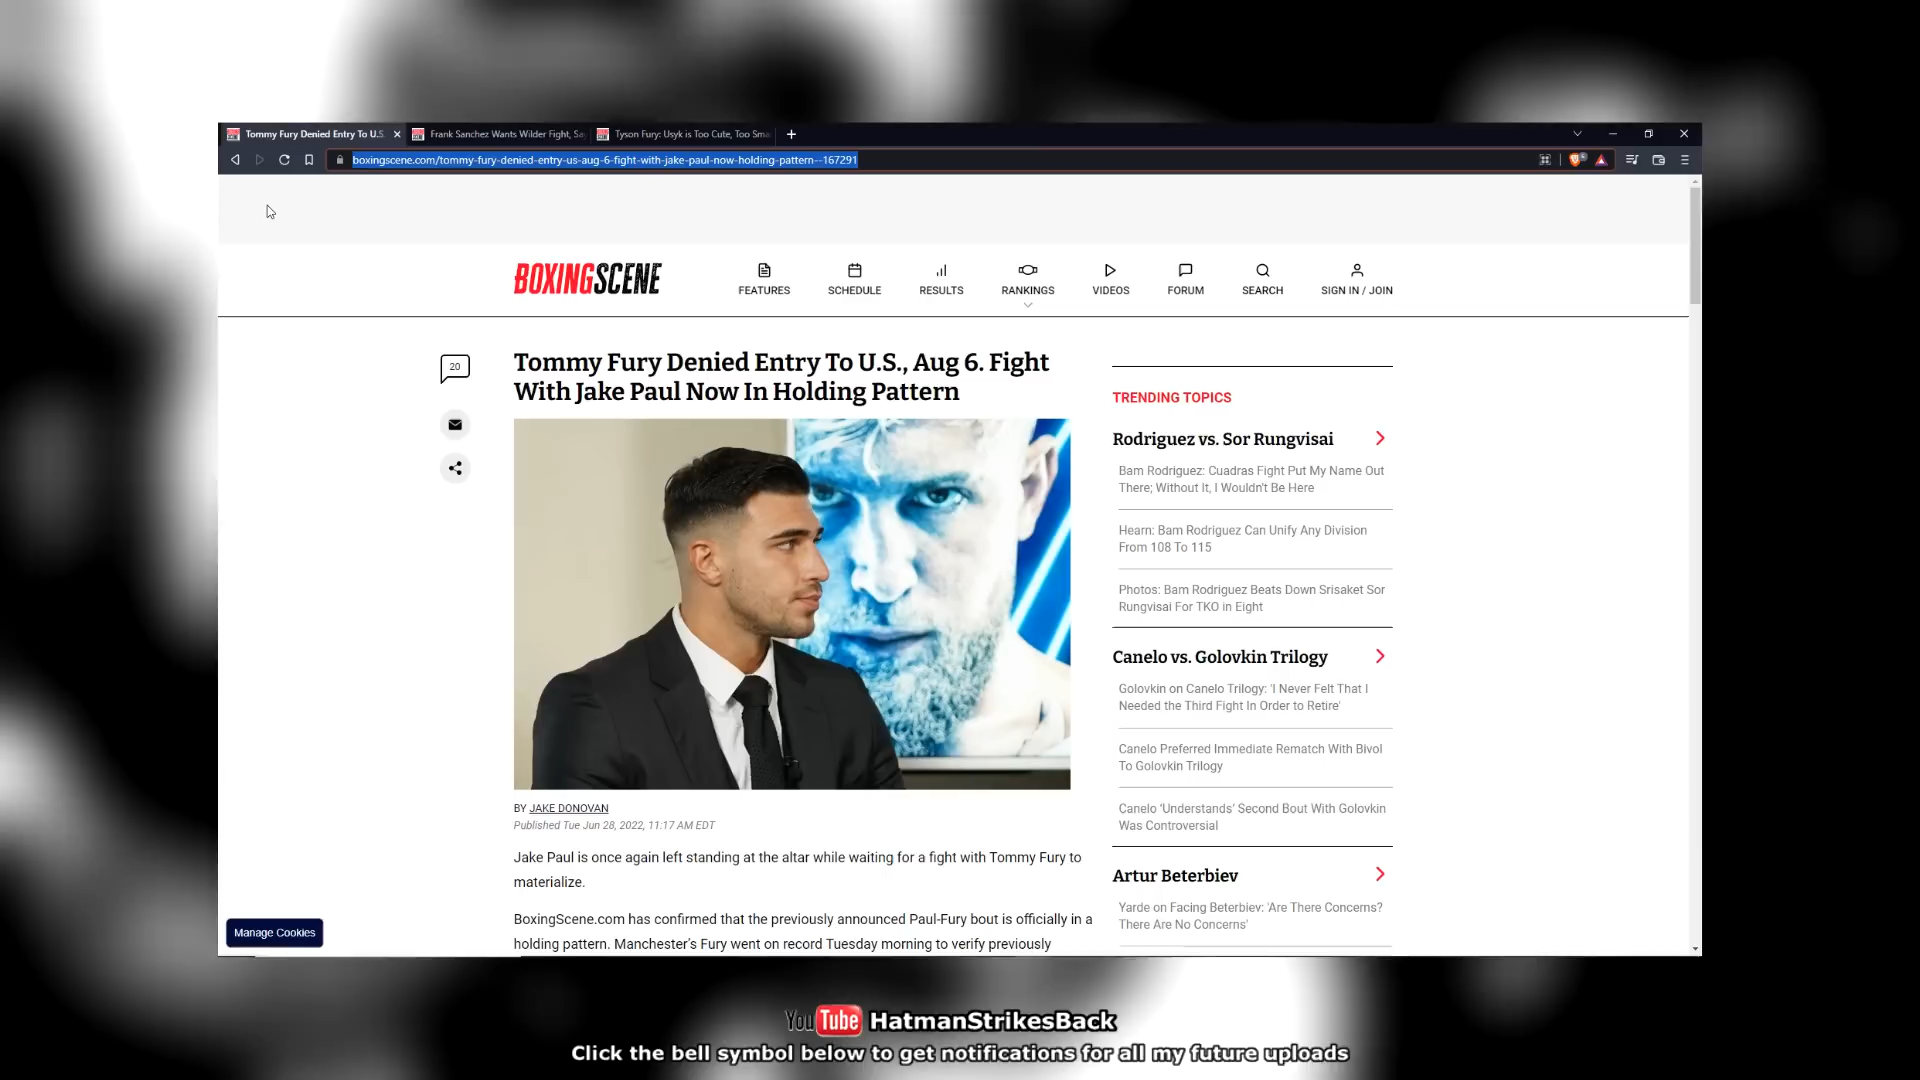 Tommy Fury Denied Entry To U.S.
Frank Sanchez Wants Wilder Fight, Sa
Tyson Fury: Usyk is Too Cute, Too Sma
boxingscene.com/tommy-fury-denied-entry-us-aug-6-fight-with-jake-paul-now-holding-pattern--167291
BOXINGSCENE
FEATURES
SCHEDULE
RESULTS
RANKINGS
VIDEOS
FORUM
SEARCH
SIGN IN / JOIN
20
Tommy Fury Denied Entry To U.S., Aug 6. Fight
With Jake Paul Now In Holding Pattern
BY JAKE DONOVAN
Published Tue Jun 28, 2022, 11:17 AM EDT
Jake Paul is once again left standing at the altar while waiting for a fight with Tommy Fury to
materialize.
BoxingScene.com has confirmed that the previously announced Paul-Fury bout is officially in a
holding pattern. Manchester's Fury went on record Tuesday morning to verify previously
TRENDING TOPICS
Rodriguez vs. Sor Rungvisai
Bam Rodriguez: Cuadras Fight Put My Name Out
There; Without It, I Wouldn't Be Here
Hearn: Bam Rodriguez Can Unify Any Division
From 108 To 115
Photos: Bam Rodriguez Beats Down Srisaket Sor
Rungvisai For TKO in Eight
Canelo vs. Golovkin Trilogy
Golovkin on Canelo Trilogy: 'I Never Felt That I
Needed the Third Fight In Order to Retire'
Canelo Preferred Immediate Rematch With Bivol
To Golovkin Trilogy
Canelo ‘Understands’ Second Bout With Golovkin
Was Controversial
Artur Beterbiev
Yarde on Facing Beterbiev: 'Are There Concerns?
There Are No Concerns'
Manage Cookies
YouTube HatmanStrikesBack
Click the bell symbol below to get notifications for all my future uploads